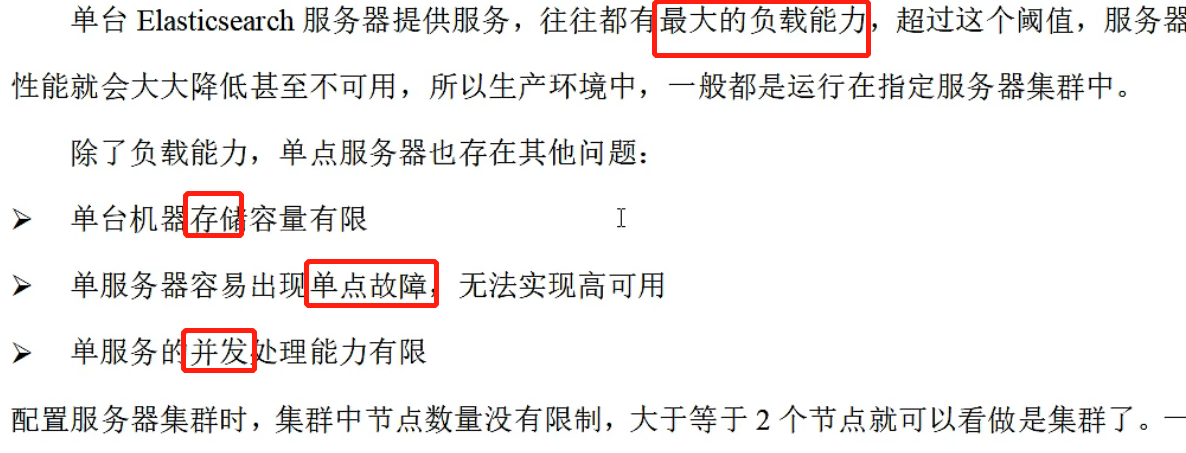 单台 Elasticsearch 服务器提供服务，往往都有最大的负载能力，超过这个阈值，服务器
性能就会大大降低甚至不可用，所以生产环境中，一般都是运行在指定服务器集群中。
除了负载能力，单点服务器也存在其他问题：
➢ 单台机器存储容量有限
➢ 单服务器容易出现单点故障，无法实现高可用
➢ 单服务的并发处理能力有限
配置服务器集群时，集群中节点数量没有限制，大于等于 2 个节点就可以看做是集群了。一